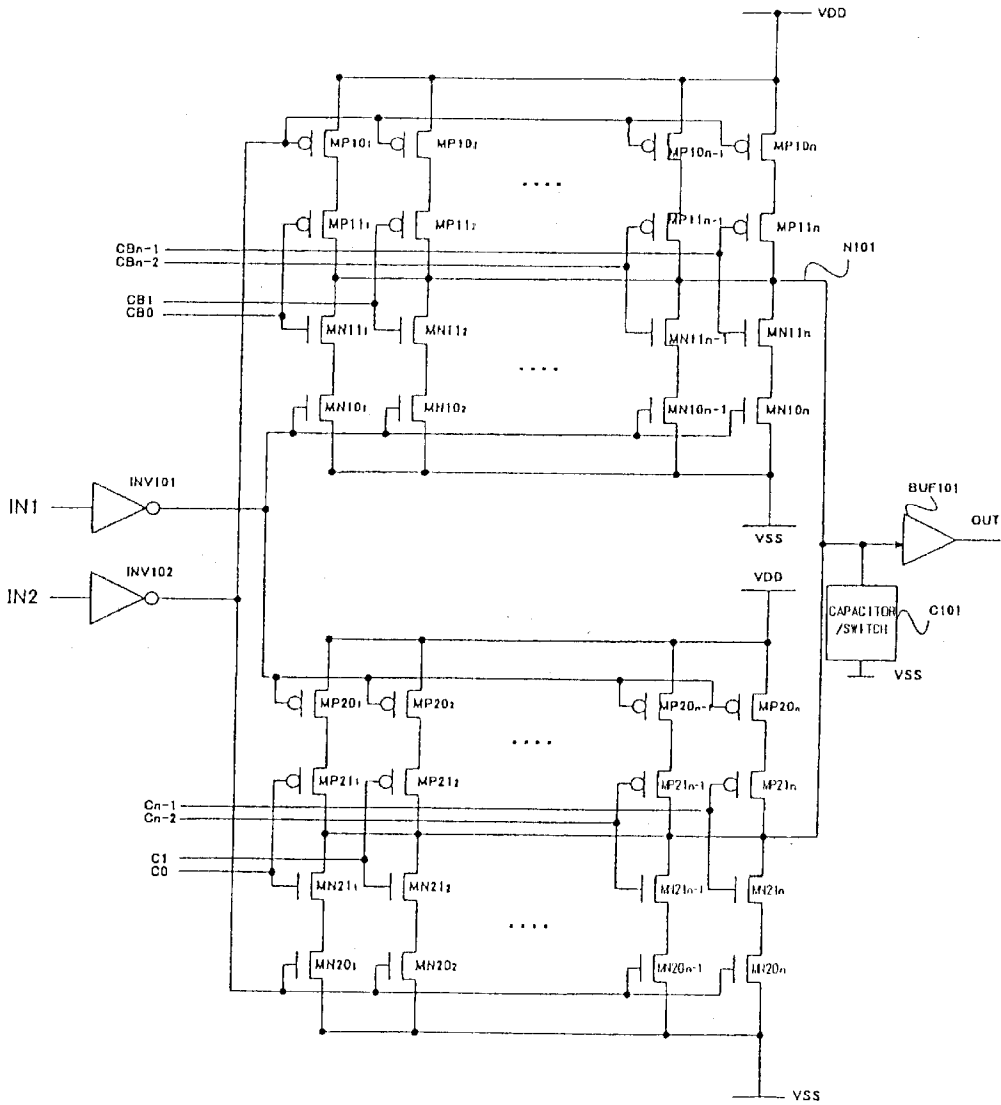 VDD
MP101 MP102 MP10n-1 MP10n
....
MP111 MP112 MP11n-1 MP11n
CBn-1
CBn-2
N101
CB1
CB0
MN111 MN112 MN11n-1 MN11n
....
MN101 MN102 MN10n-1 MN10n
INV101
IN1
BUF101
OUT
VSS
INV102
IN2
VDD
CAPACITOR
/SWITCH
C101
VSS
MP201 MP202 MP20n-1 MP20n
....
MP211 MP212 MP21n-1 MP21n
Cn-1
Cn-2
C1
C0
MN211 MN212 MN21n-1 MN21n
....
MN201 MN202 MN20n-1 MN20n
VSS